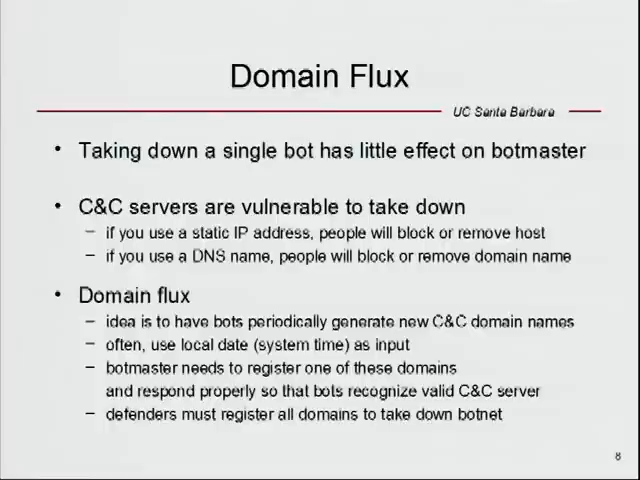 Domain Flux
UC Santa Barbara
• Taking down a single bot has little effect on botmaster
• C&C servers are vulnerable to take down
– if you use a static IP address, people will block or remove host
– if you use a DNS name, people will block or remove domain name
• Domain flux
– idea is to have bots periodically generate new C&C domain names
– often, use local date (system time) as input
– botmaster needs to register one of these domains
and respond properly so that bots recognize valid C&C server
– defenders must register all domains to take down botnet
8